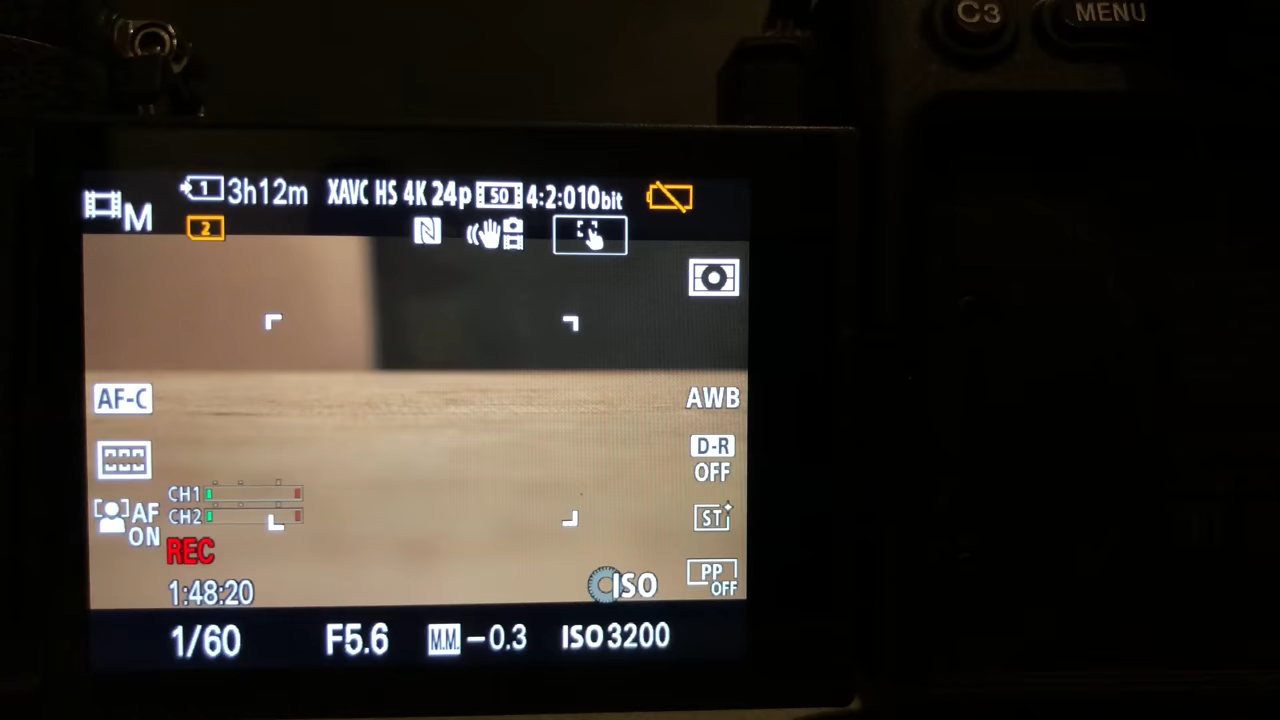 C3 MENU
1 3h12m XAVC HS 4K 24p 50 4:2:0 10bit
M
2 N
AF-C AWB
D-R
OFF
CH1
CH2
AF
ON
ST
REC
PP
OFF
1:48:20 ISO
1/60 F5.6 M.M. -0.3 ISO 3200